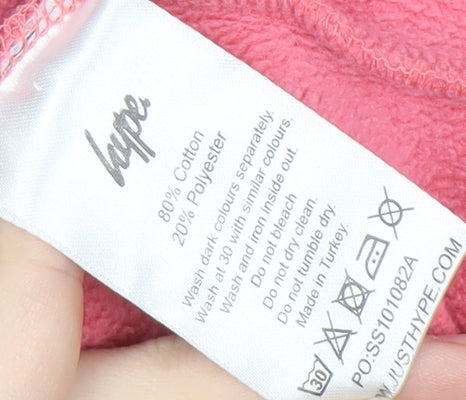 hype.
80% Cotton
20% Polyester
Wash dark colours separately.
Wash at 30 with similar colours.
Wash and iron inside out.
Do not bleach
Do not dry clean.
Do not tumble dry.
Made in Turkey.
30
PO:SS101082A
W.JUSTHYPE.COM